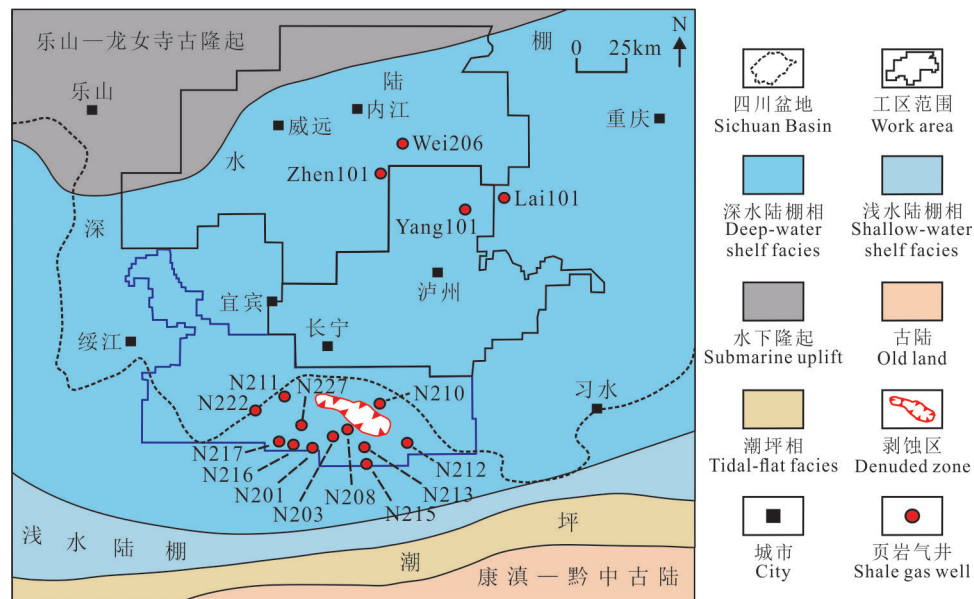 乐山—龙女寺古隆起
棚
0 25km
N
乐山
陆
内江
威远
重庆
水
Wei206
Zhen101
Lai101
Yang101
深
泸州
宜宾
长宁
绥江
N211
N227
N210
N222
习水
N217
N216
N201
N203
N208
N213
N215
N212
浅水陆棚
潮
坪
康滇—黔中古陆
四川盆地
Sichuan Basin
工区范围
Work area
深水陆棚相
Deep-water
shelf facies
浅水陆棚相
Shallow-water
shelf facies
水下隆起
Submarine uplift
古陆
Old land
潮坪相
Tidal-flat facies
剥蚀区
Denuded zone
城市
City
页岩气井
Shale gas well